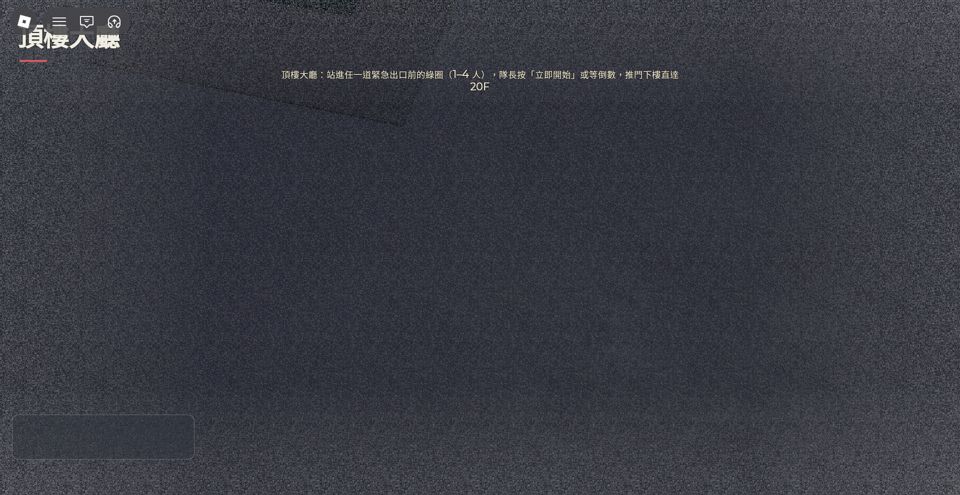 頂樓大廳
頂樓大廳：站進任一道緊急出口前的綠圈（1–4 人），隊長按「立即開始」或等倒數，推門下樓直達
20F